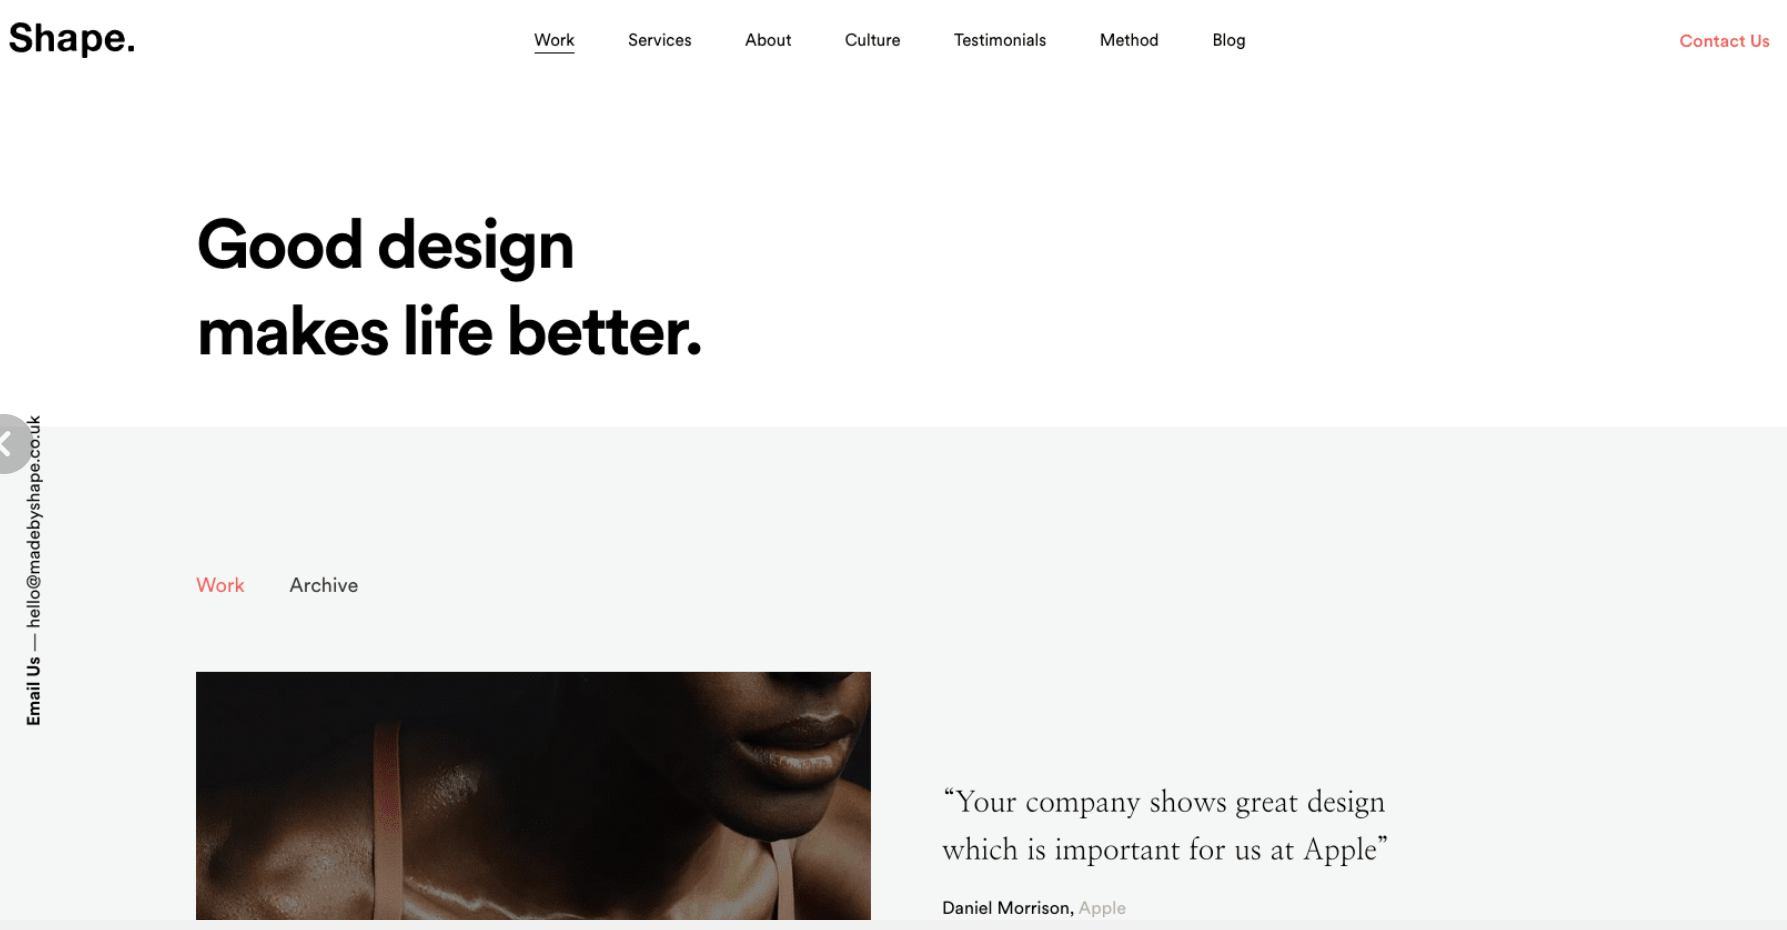 Shape.
Work
Services
About
Culture
Testimonials
Method
Blog
Contact Us
Good design
makes life better.
Email Us — hello@madebyshape.co.uk
Work
Archive
“Your company shows great design
which is important for us at Apple”
Daniel Morrison, Apple